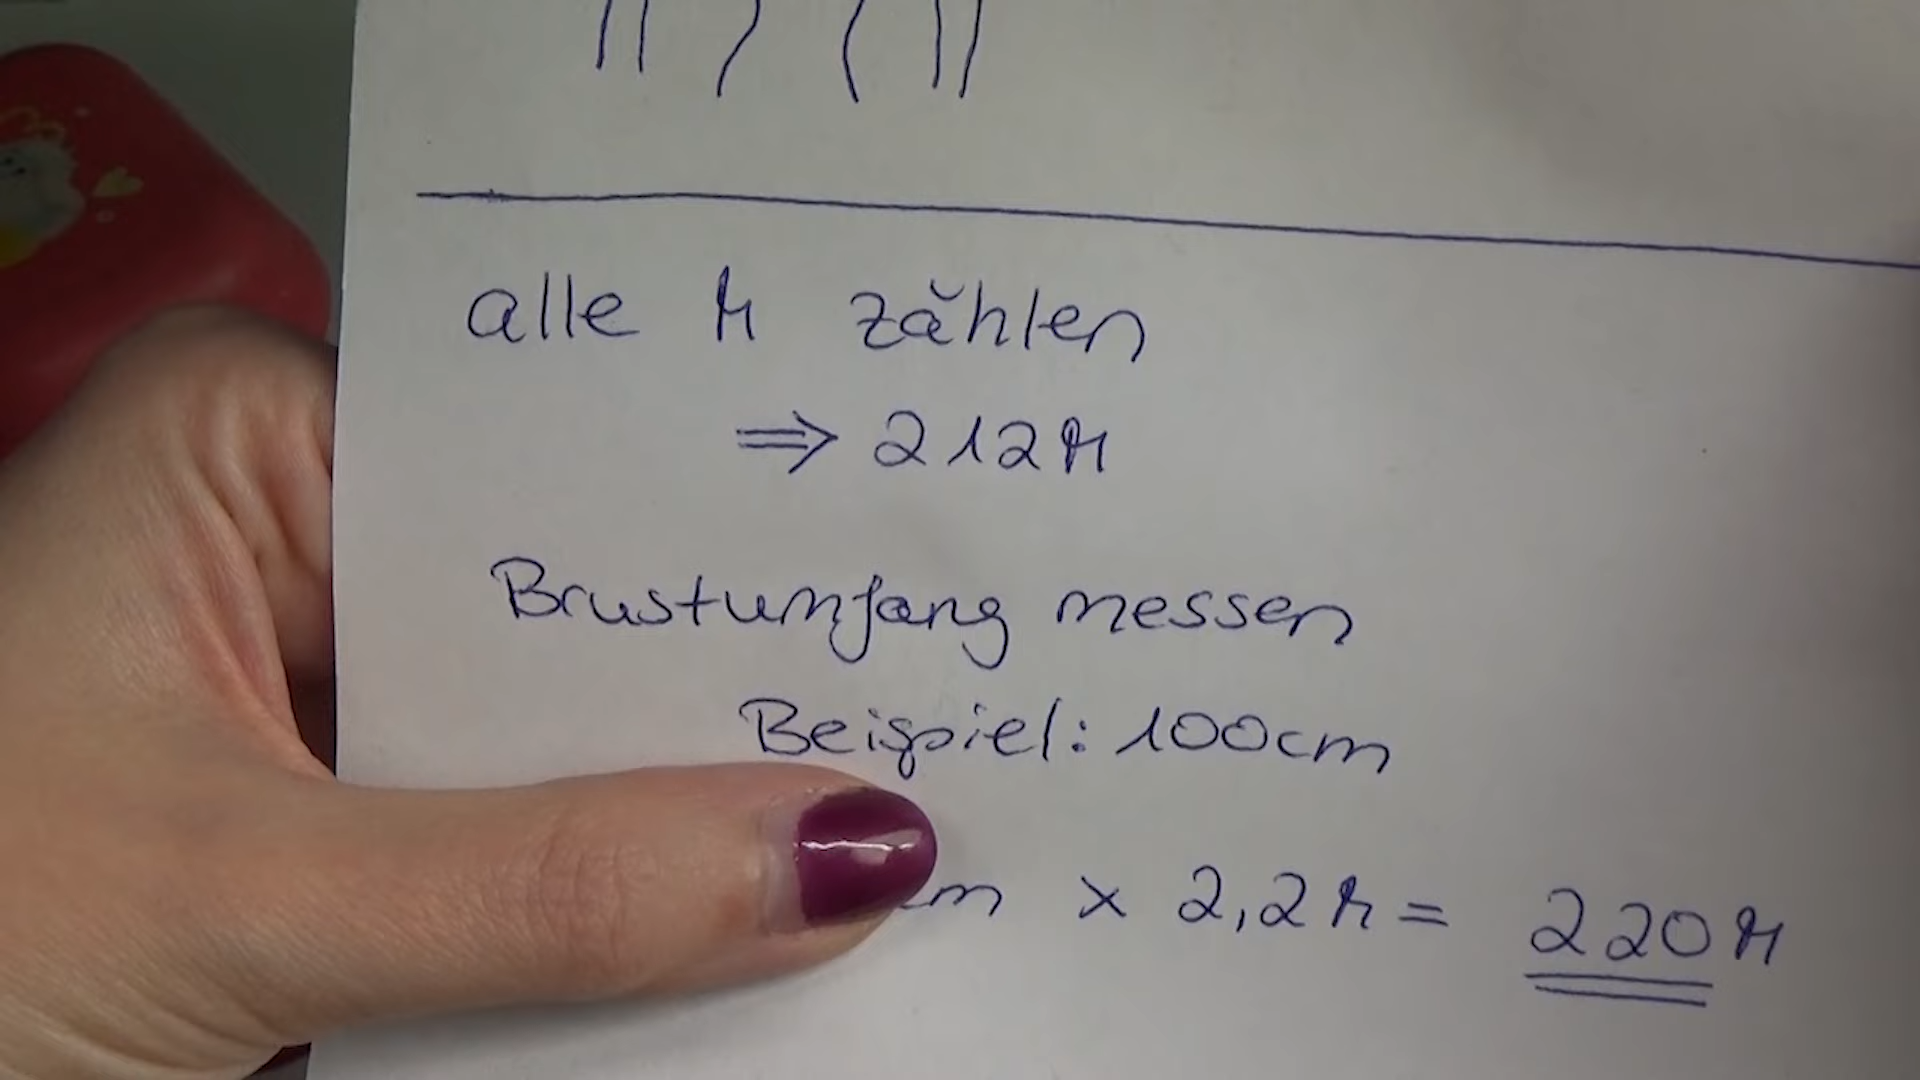 alle M zählen
⇒ 212M
Brustumfang messen
Beispiel: 100cm
m x 2,2M = 220M